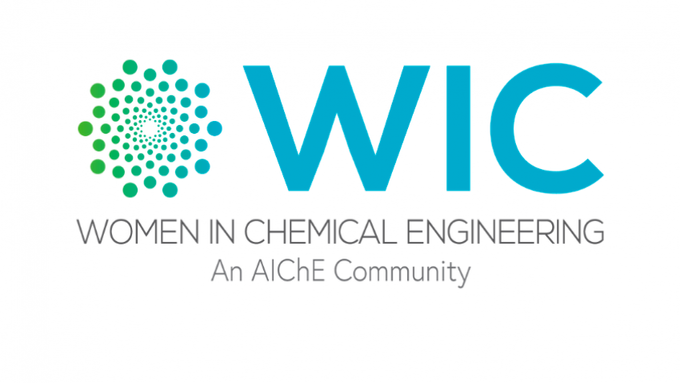 WIC
WOMEN IN CHEMICAL ENGINEERING
An AIChE Community